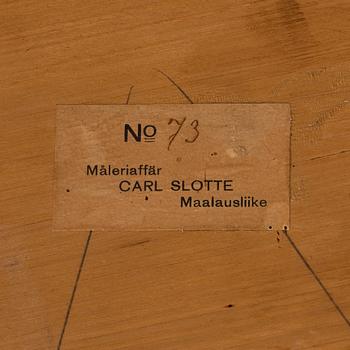 No 73
Måleriaffär
CARL SLOTTE
Maalausliike